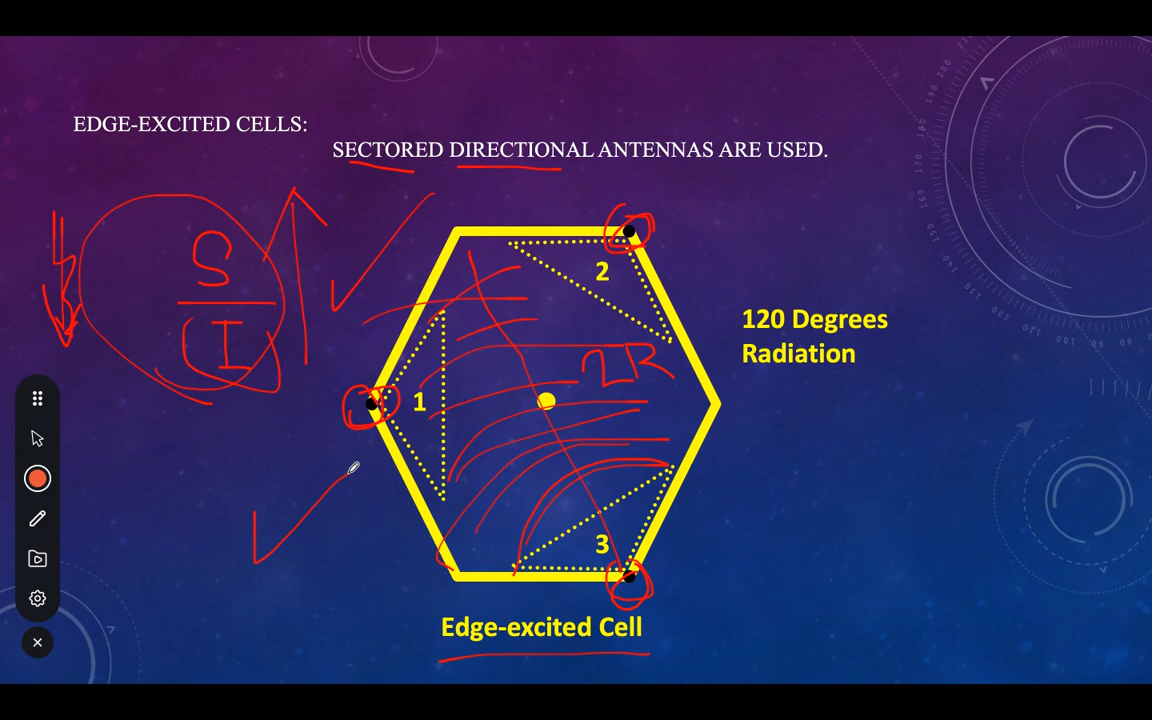 EDGE-EXCITED CELLS:
SECTORED DIRECTIONAL ANTENNAS ARE USED.
S
I
2
120 Degrees
Radiation
2R
1
3
Edge-excited Cell